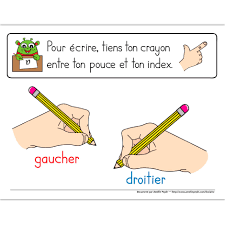 Pour écrire, tiens ton crayon
entre ton pouce et ton index.
gaucher
droitier